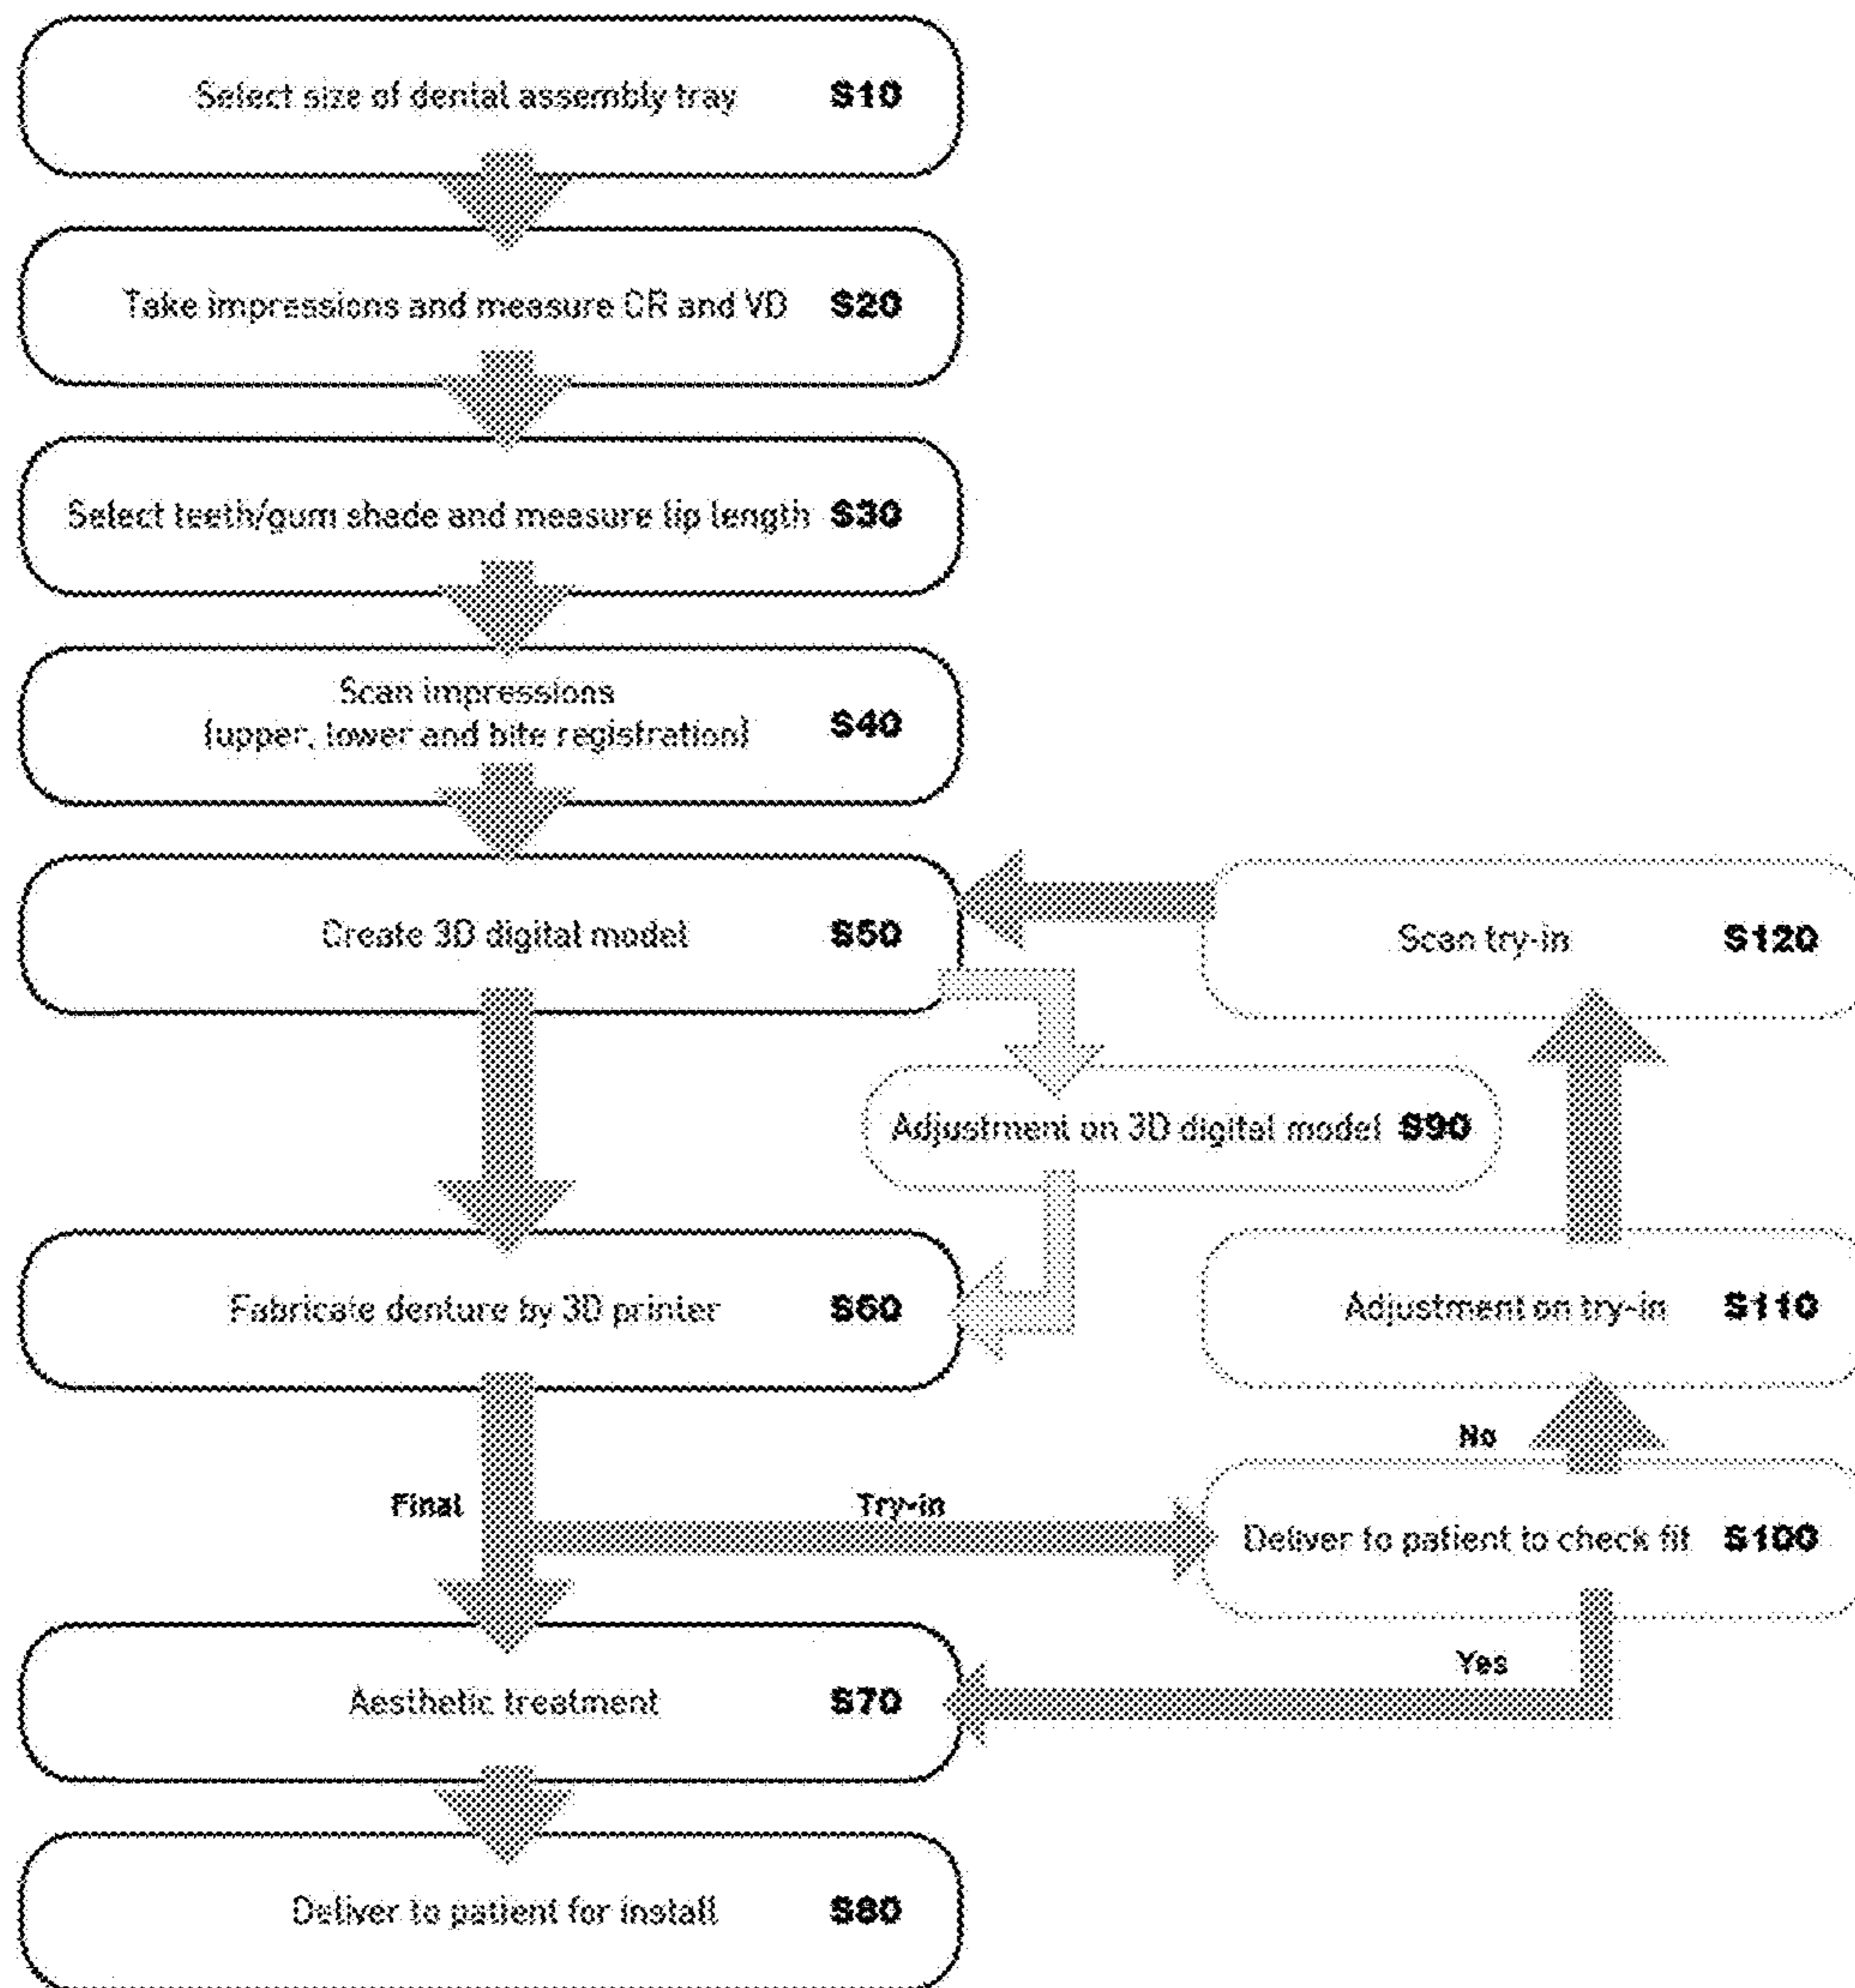 Select size of dental assembly tray S10
Take impressions and measure CR and VD S20
Select teeth/gum shade and measure lip length S30
Scan impressions
(upper, lower and bite registration) S40
Create 3D digital model S50
Scan try-in S120
Adjustment on 3D digital model S90
Fabricate denture by 3D printer S60
Adjustment on try-in S110
No
Final
Try-in
Deliver to patient to check fit S100
Yes
Aesthetic treatment S70
Deliver to patient for install S80